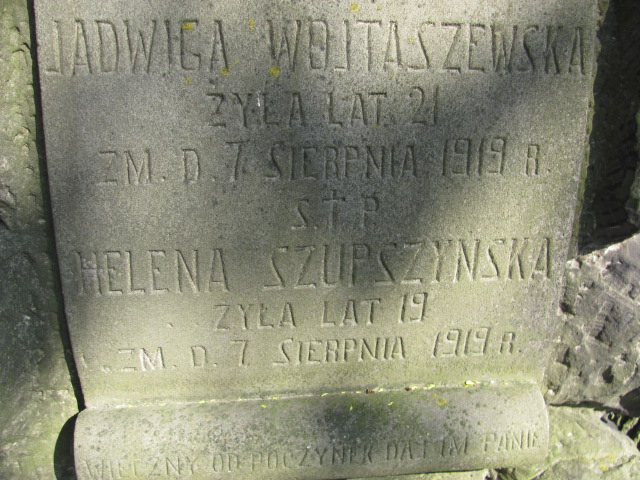 JADWIGA WOJTASZEWSKA
ŻYŁA LAT. 21
ZM. D. 7 SIERPNIA 1919 R.
Ś.†P.
HELENA SZUPSZYŃSKA
ŻYŁA LAT 19
ZM. D. 7 SIERPNIA 1919 R.
WIECZNY ODPOCZYNEK DAJ IM PANIE